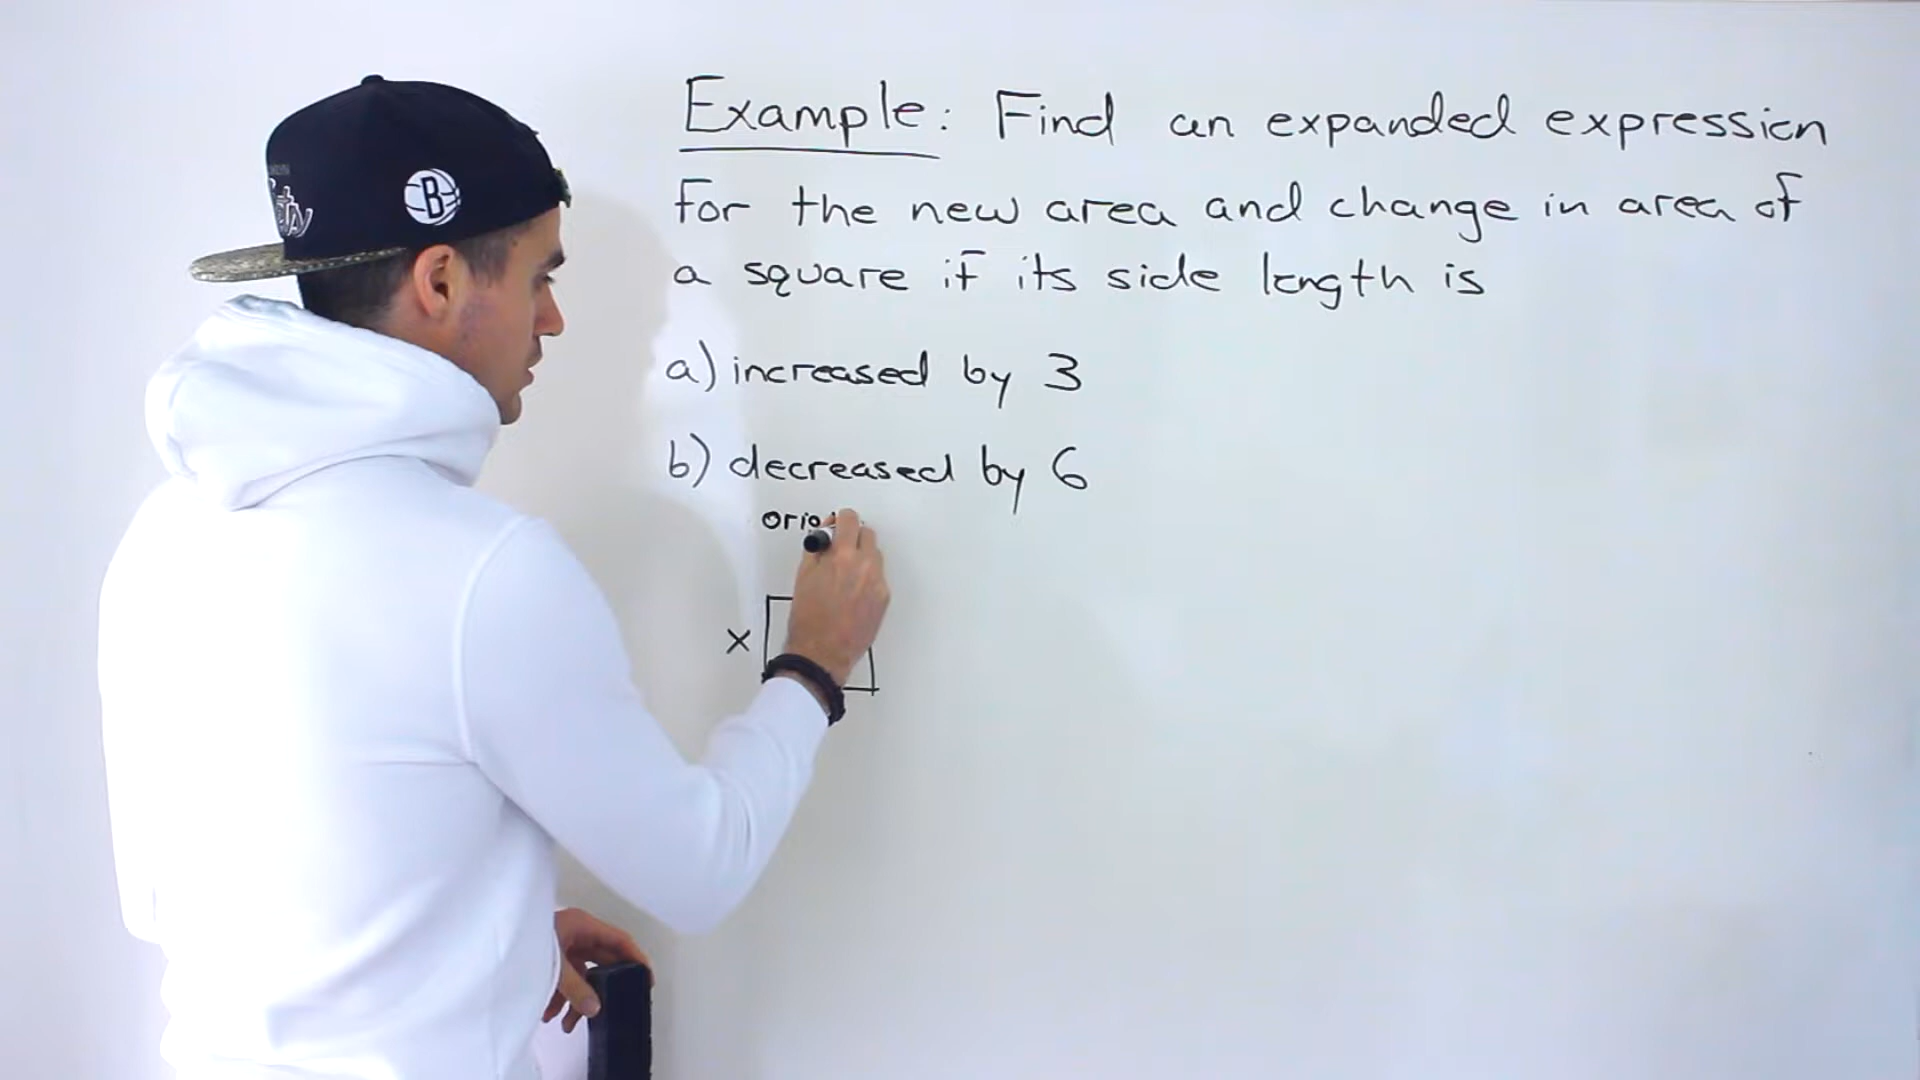 Example: Find an expanded expression
for the new area and change in area of
a square if its side length is
a) increased by 3
b) decreased by 6
x
B